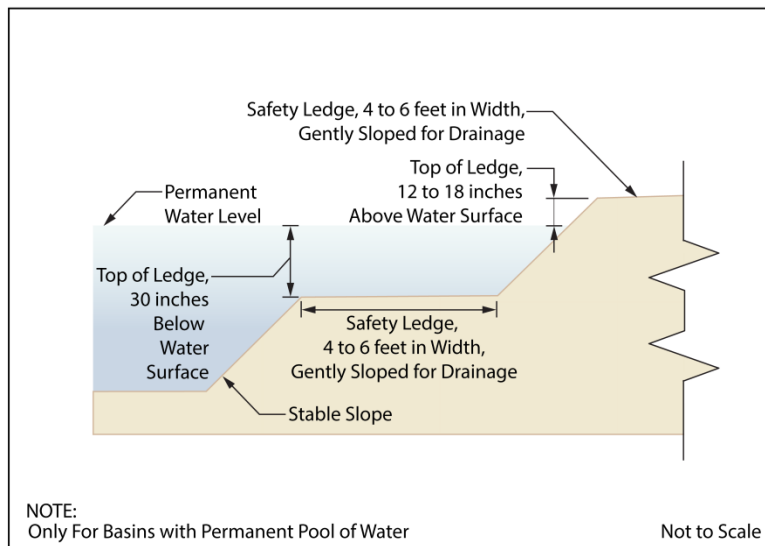 Safety Ledge, 4 to 6 feet in Width,
Gently Sloped for Drainage
Top of Ledge,
12 to 18 inches
Above Water Surface
Permanent
Water Level
Top of Ledge,
30 inches
Below
Water
Surface
Safety Ledge,
4 to 6 feet in Width,
Gently Sloped for Drainage
Stable Slope
NOTE:
Only For Basins with Permanent Pool of Water
Not to Scale